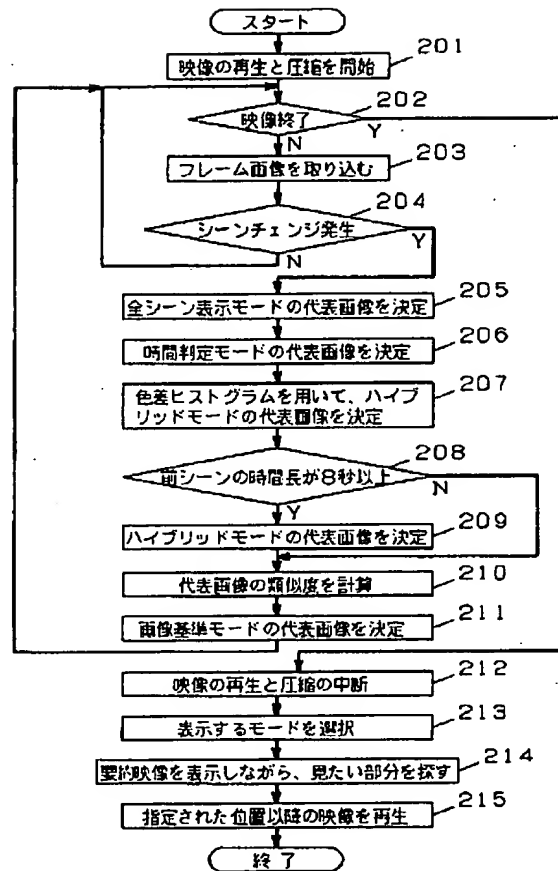 スタート
201
映像の再生と圧縮を開始
202
映像終了
Y
N
203
フレーム画像を取り込む
204
シーンチェンジ発生
Y
N
205
全シーン表示モードの代表画像を決定
206
時間判定モードの代表画像を決定
207
色差ヒストグラムを用いて、ハイブ
リッドモードの代表画像を決定
208
前シーンの時間長が8秒以上
N
Y
209
ハイブリッドモードの代表画像を決定
210
代表画像の類似度を計算
211
画像基準モードの代表画像を決定
212
映像の再生と圧縮の中断
213
表示するモードを選択
214
要約映像を表示しながら、見たい部分を探す
215
指定された位置以降の映像を再生
終了